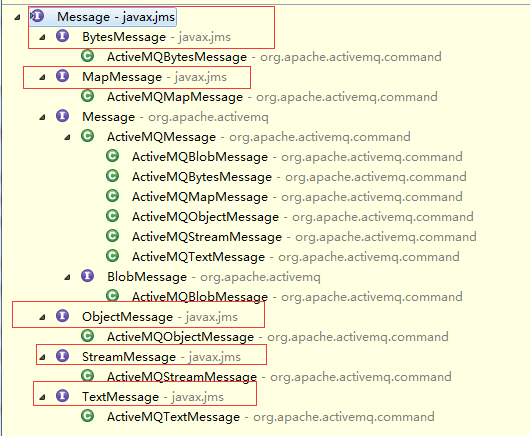 Message - javax.jms
BytesMessage - javax.jms
ActiveMQBytesMessage - org.apache.activemq.command
MapMessage - javax.jms
ActiveMQMapMessage - org.apache.activemq.command
Message - org.apache.activemq
ActiveMQMessage - org.apache.activemq.command
ActiveMQBlobMessage - org.apache.activemq.command
ActiveMQBytesMessage - org.apache.activemq.command
ActiveMQMapMessage - org.apache.activemq.command
ActiveMQObjectMessage - org.apache.activemq.command
ActiveMQStreamMessage - org.apache.activemq.command
ActiveMQTextMessage - org.apache.activemq.command
BlobMessage - org.apache.activemq
ActiveMQBlobMessage - org.apache.activemq.command
ObjectMessage - javax.jms
ActiveMQObjectMessage - org.apache.activemq.command
StreamMessage - javax.jms
ActiveMQStreamMessage - org.apache.activemq.command
TextMessage - javax.jms
ActiveMQTextMessage - org.apache.activemq.command